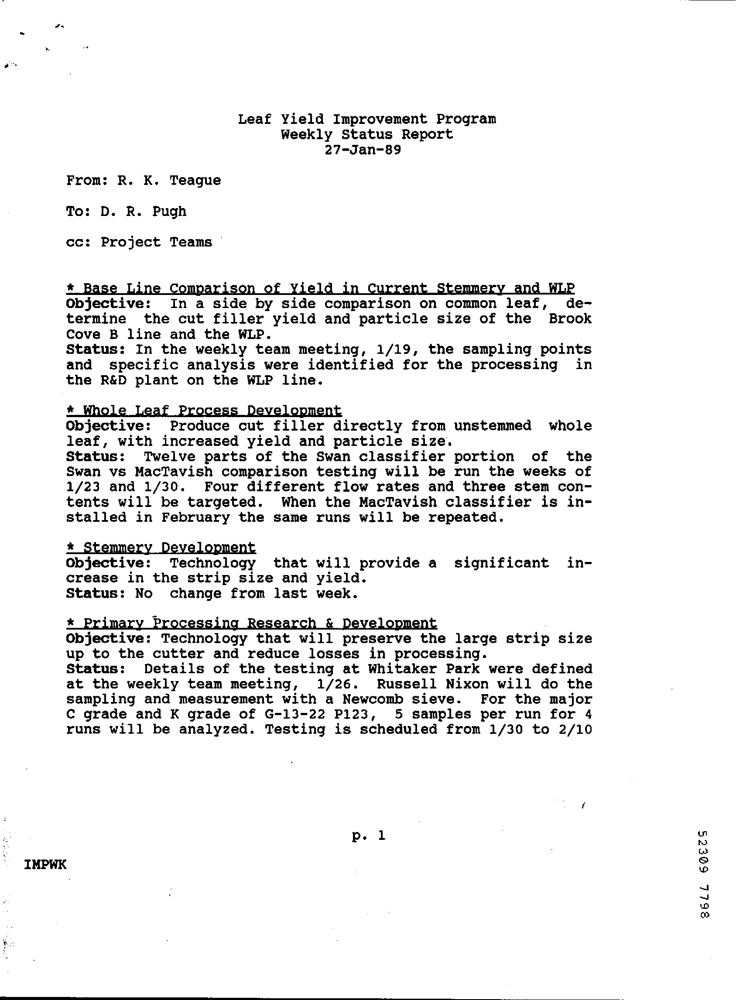 Leaf Yield Improvement Program
Weekly Status Report
27-Jan-89
From: R. K. Teague
To: D. R. Pugh
cc: Project Teams
* Base Line Comparison of Yield in Current Stemmery and WLP
Objective: In a side by side comparison on common leaf, de-
termine the cut filler yield and particle size of the Brook
Cove B line and the WLP.
Status: In the weekly team meeting, 1/19, the sampling points
and specific analysis were identified for the processing in
the R&D plant on the WLP line.
* Whole Leaf Process Development
Objective: Produce cut filler directly from unstemmed whole
leaf, with increased yield and particle size.
Status: Twelve parts of the Swan classifier portion of the
Swan vs MacTavish comparison testing will be run the weeks of
1/23 and 1/30. Four different flow rates and three stem con-
tents will be targeted. When the MacTavish classifier is in-
stalled in February the same runs will be repeated.
* Stemmery Development
Objective: Technology that will provide a significant in-
crease in the strip size and yield.
Status: No change from last week.
* Primary Processing Research & Development
Objective: Technology that will preserve the large strip size
up to the cutter and reduce losses in processing.
Status: Details of the testing at Whitaker Park were defined
at the weekly team meeting, 1/26. Russell Nixon will do the
sampling and measurement with a Newcomb sieve. For the major
C grade and K grade of G-13-22 P123, 5 samples per run for 4
runs will be analyzed. Testing is scheduled from 1/30 to 2/10
p. 1
IMPWK
52309 7798